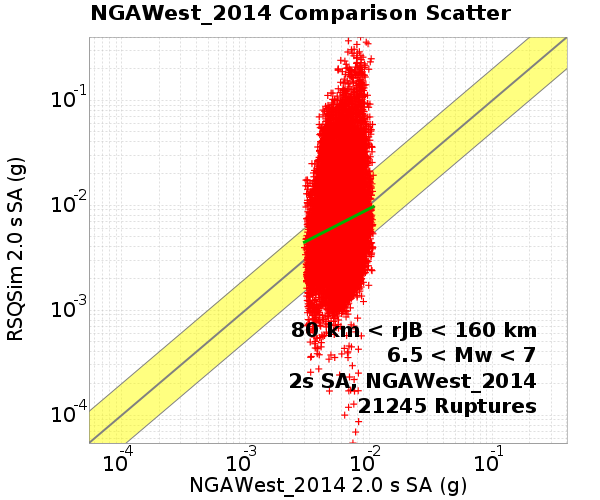 NGAWest_2014 Comparison Scatter
RSQSim 2.0 s SA (g)
10-1
10-2
10-3
10-4
80 km < rJB < 160 km
6.5 < Mw < 7
2s SA, NGAWest_2014
21245 Ruptures
10-4 10-3 10-2 10-1
NGAWest_2014 2.0 s SA (g)